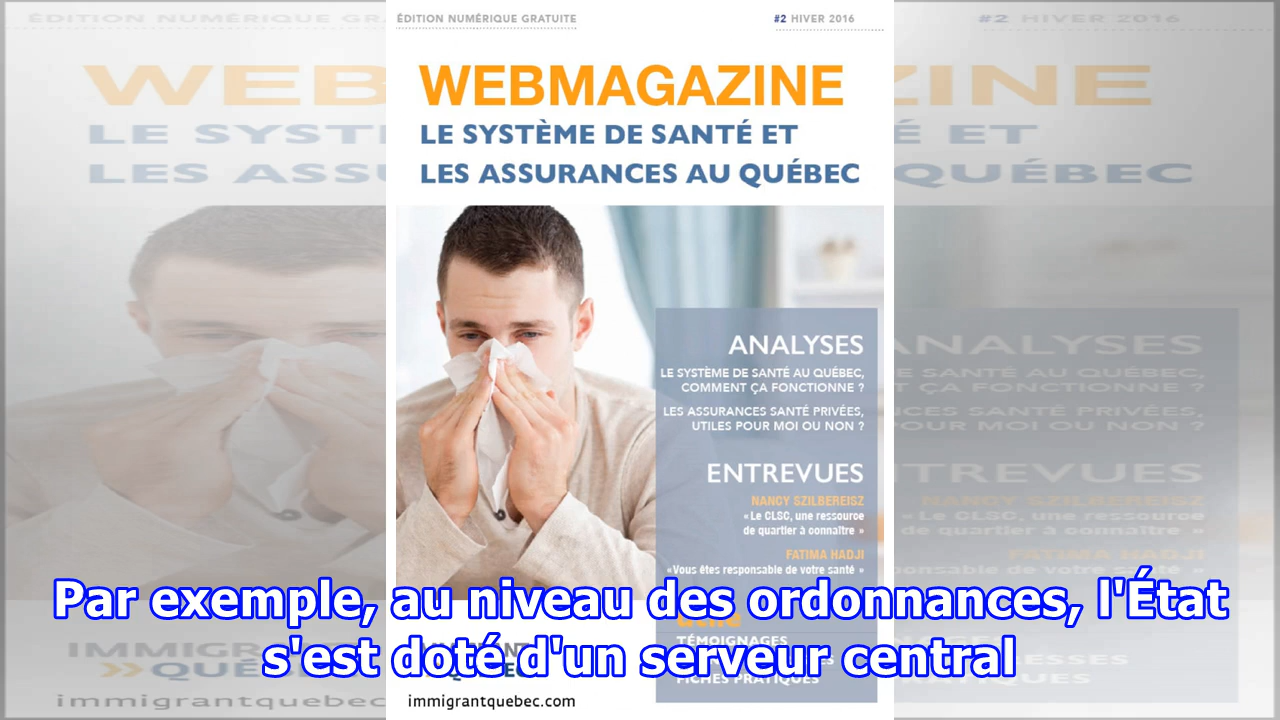 ÉDITION NUMÉRIQUE GRATUITE
#2 HIVER 2016
WEBMAGAZINE
LE SYSTÈME DE SANTÉ ET
LES ASSURANCES AU QUÉBEC
ANALYSES
LE SYSTÈME DE SANTÉ AU QUÉBEC,
COMMENT ÇA FONCTIONNE ?
LES ASSURANCES SANTÉ PRIVÉES,
UTILES POUR MOI OU NON ?
ENTREVUES
NANCY SZILBEREISZ
« Le CLSC, une ressource
de quartier à connaître »
FATIMA HADJI
«Vous êtes responsable de votre santé »
Par exemple, au niveau des ordonnances, l'État
s'est doté d'un serveur central
TÉMOIGNAGES
FICHES PRATIQUES
immigrantquebec.com